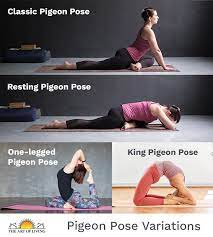 Classic Pigeon Pose
Resting Pigeon Pose
One-legged
Pigeon Pose
King Pigeon Pose
THE ART OF LIVING
Pigeon Pose Variations